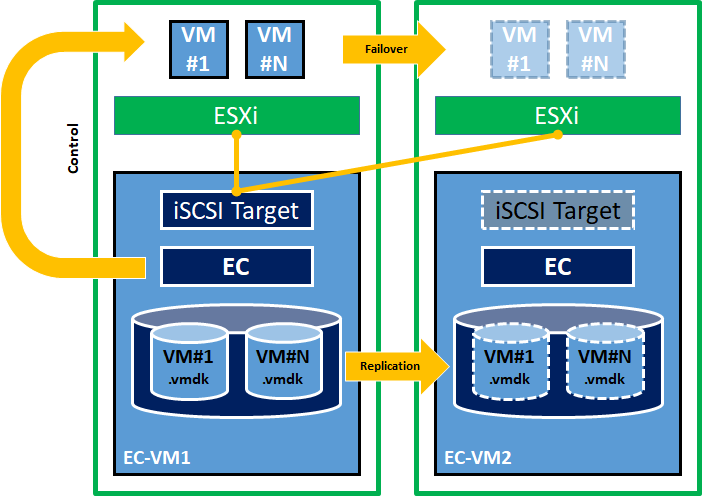 VM
#1
VM
#N
Failover
VM
#1
VM
#N
ESXi
ESXi
Control
iSCSI Target
iSCSI Target
EC
EC
VM#1
.vmdk
VM#N
.vmdk
Replication
VM#1
.vmdk
VM#N
.vmdk
EC-VM1
EC-VM2